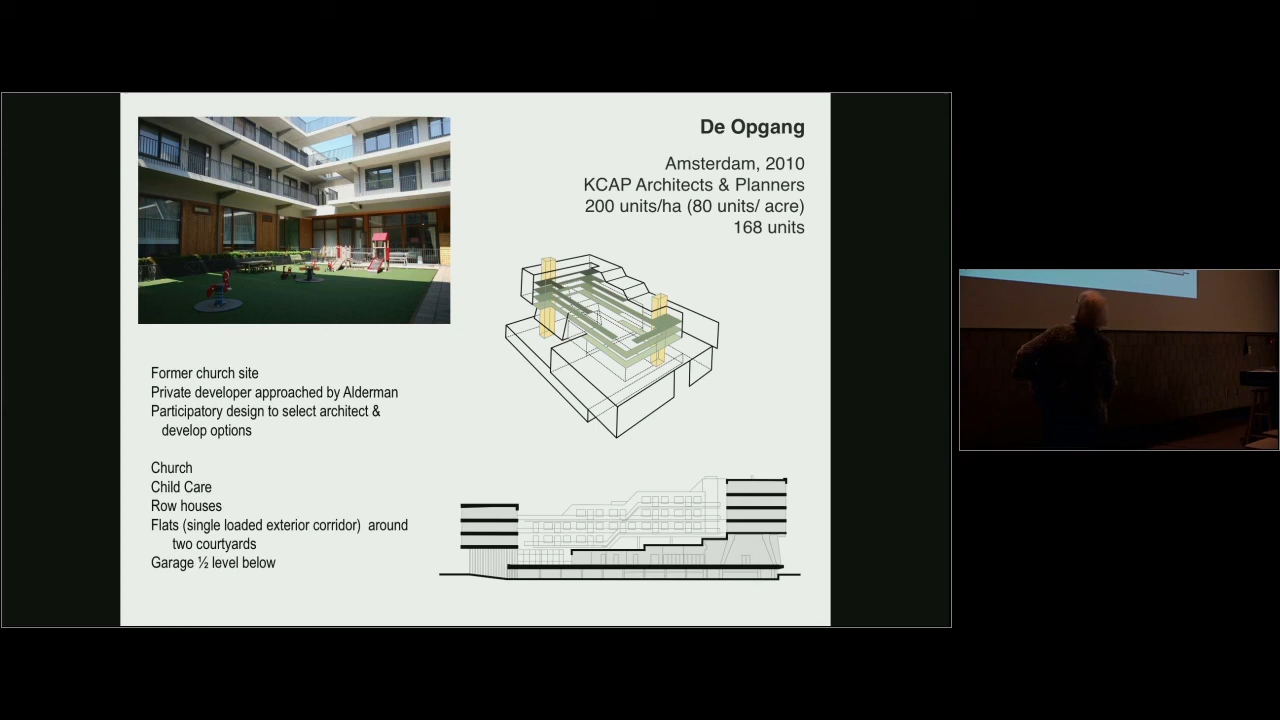 De Opgang
Amsterdam, 2010
KCAP Architects & Planners
200 units/ha (80 units/ acre)
168 units
Former church site
Private developer approached by Alderman
Participatory design to select architect &
develop options
Church
Child Care
Row houses
Flats (single loaded exterior corridor) around
two courtyards
Garage ½ level below